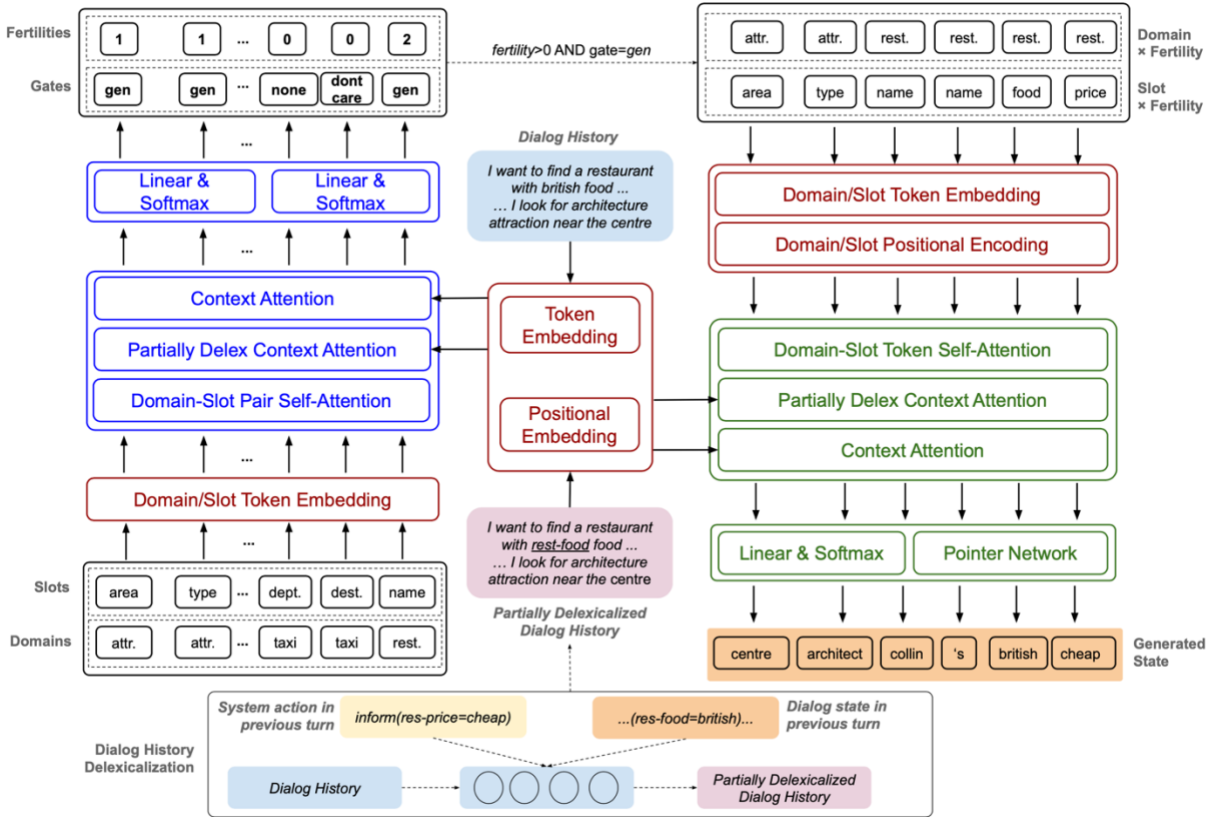 Fertilities
1 1 ... 0 0 2
Gates
gen gen ... none dont care gen
fertility>0 AND gate=gen
attr. attr. rest. rest. rest. rest.
Domain
× Fertility
area type name name food price
Slot
× Fertility
...
Linear &
Softmax
Linear &
Softmax
...
Context Attention
Partially Delex Context Attention
Domain-Slot Pair Self-Attention
...
Domain/Slot Token Embedding
...
Slots
area type ... dept. dest. name
Domains
attr. attr. ... taxi taxi rest.
Dialog History
I want to find a restaurant
with british food ...
... I look for architecture
attraction near the centre
Token
Embedding
Positional
Embedding
I want to find a restaurant
with rest-food food ...
... I look for architecture
attraction near the centre
Partially Delexicalized
Dialog History
Domain/Slot Token Embedding
Domain/Slot Positional Encoding
Domain-Slot Token Self-Attention
Partially Delex Context Attention
Context Attention
Linear & Softmax
Pointer Network
centre architect collin 's british cheap
Generated
State
Dialog History
Delexicalization
System action in
previous turn
inform(res-price=cheap)
...(res-food=british)...
Dialog state in
previous turn
Dialog History
Partially Delexicalized
Dialog History